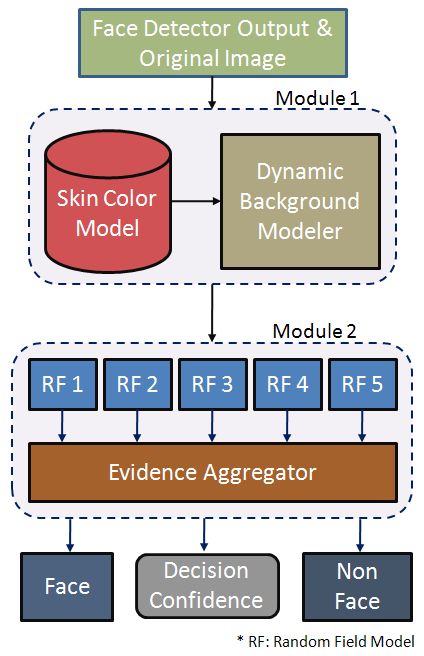 Face Detector Output &
Original Image
Module 1
Skin Color
Model
Dynamic
Background
Modeler
Module 2
RF 1 RF 2 RF 3 RF 4 RF 5
Evidence Aggregator
Face
Decision
Confidence
Non
Face
* RF: Random Field Model